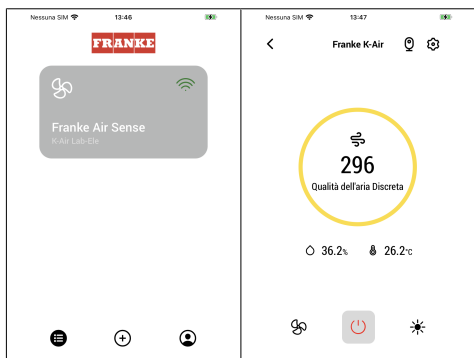 Nessuna SIM 13:46
FRANKE
Franke Air Sense
K-Air Lab-Ele
Nessuna SIM 13:47
Franke K-Air
296
Qualità dell'aria Discreta
36.2% 26.2°C